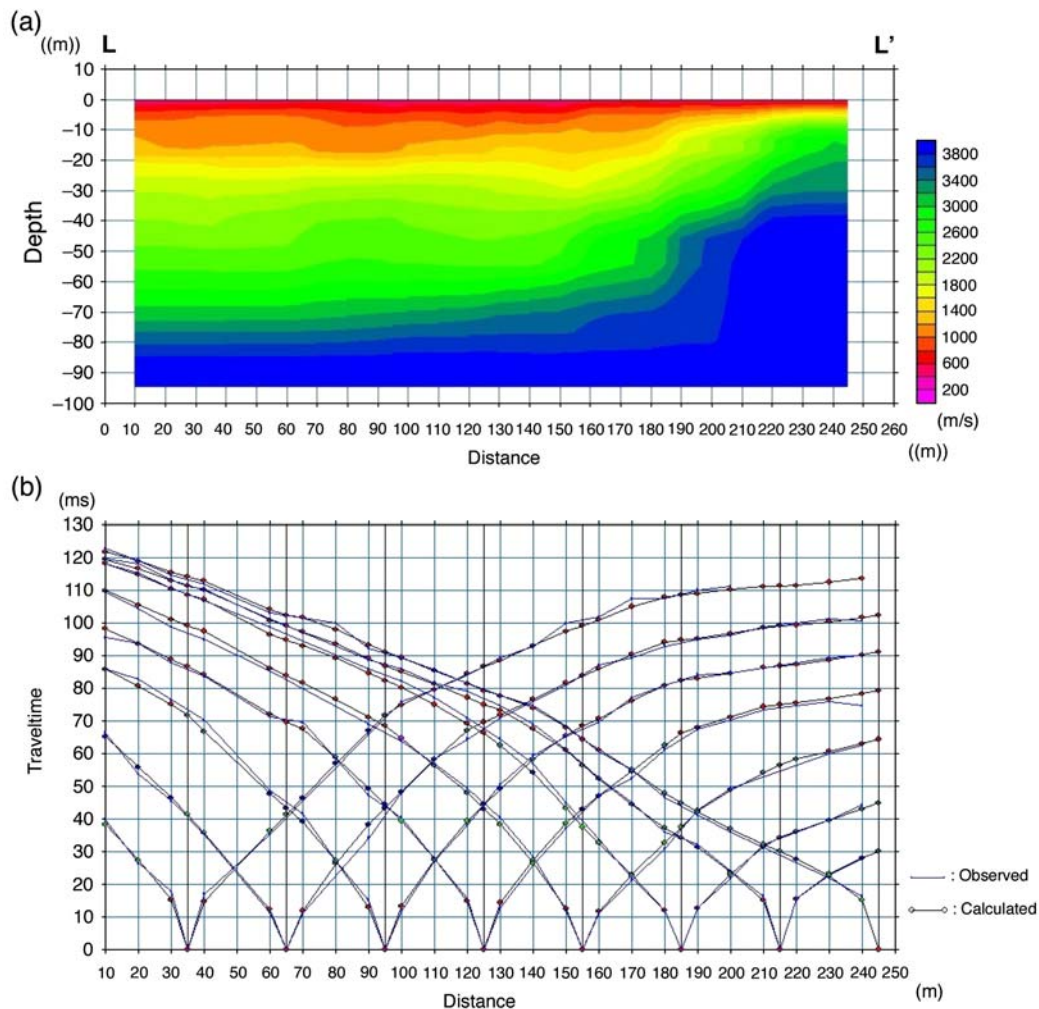 (a)
((m)) L L'
10
0
–10
–20
–30
–40
–50
–60
–70
–80
–90
–100
Depth
0 10 20 30 40 50 60 70 80 90 100 110 120 130 140 150 160 170 180 190 200 210 220 230 240 250 260
Distance
((m))
3800
3400
2600
2200
1800
1400
1000
600
200
(m/s)
(b)
(ms)
130
120
110
100
90
80
70
60
50
40
30
20
10
0
Traveltime
10 20 30 40 50 60 70 80 90 100 110 120 130 140 150 160 170 180 190 200 210 220 230 240 250
Distance
(m)
: Observed
: Calculated